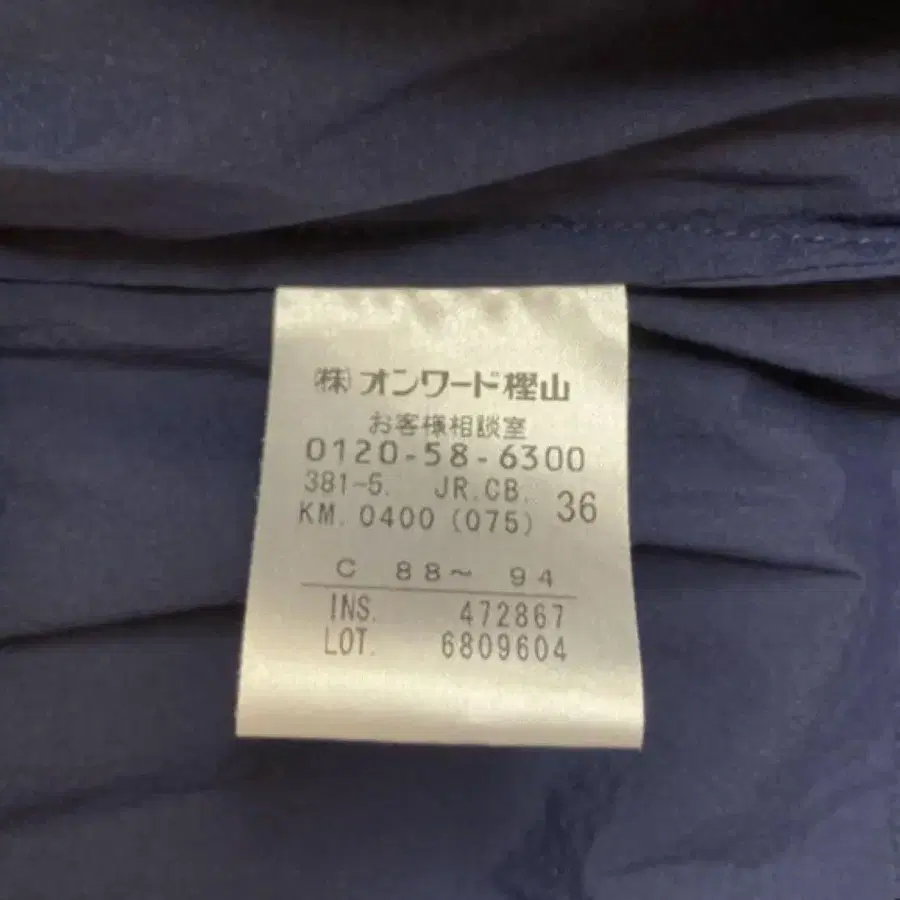 ㈱オンワード樫山
お客様相談室
0120-58-6300
381-5. JR.CB. 36
KM. 0400 (075)
C 88〜 94
INS. 472867
LOT. 6809604